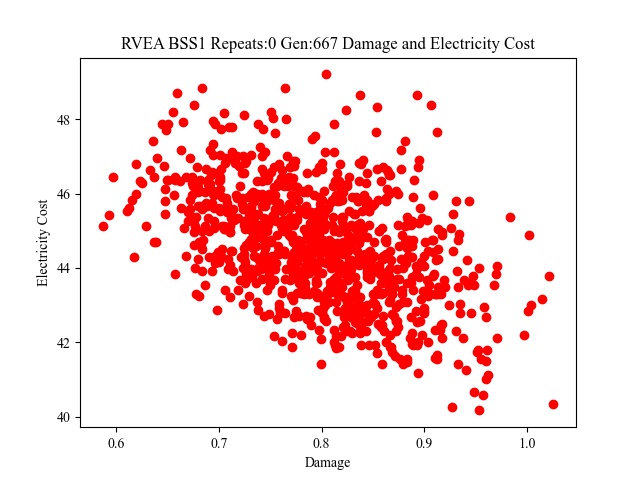 RVEA BSS1 Repeats:0 Gen:667 Damage and Electricity Cost
48
46
44
42
40
Electricity Cost
0.6 0.7 0.8 0.9 1.0
Damage